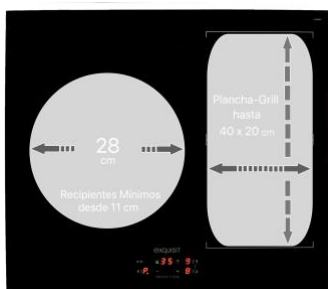 28
cm
Recipientes Mínimos
desde 11 cm
Plancha-Grill
hasta
40 x 20 cm
exquisit